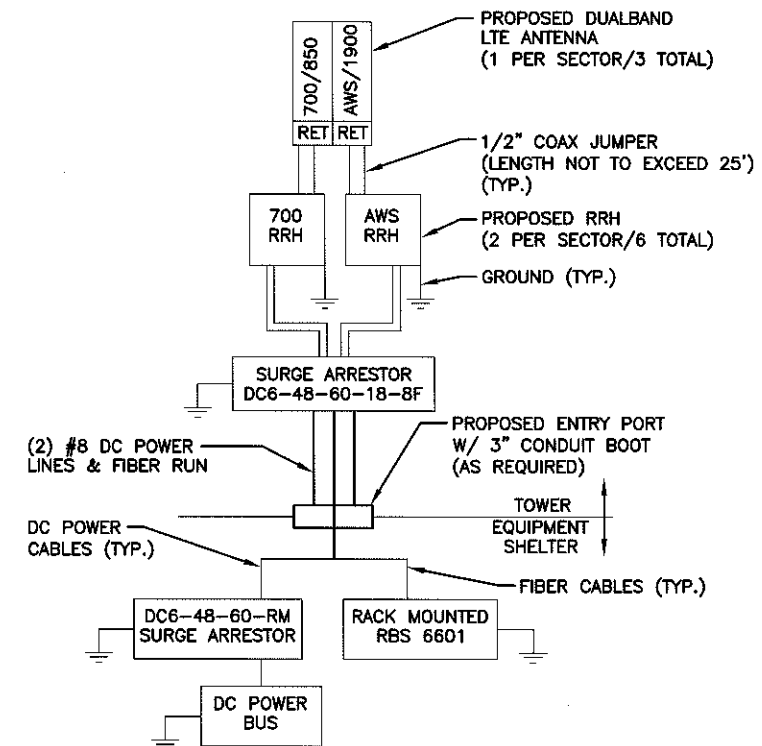 PROPOSED DUALBAND
LTE ANTENNA
(1 PER SECTOR/3 TOTAL)
700/850
AWS/1900
RET RET
1/2" COAX JUMPER
(LENGTH NOT TO EXCEED 25')
(TYP.)
700
RRH
AWS
RRH
PROPOSED RRH
(2 PER SECTOR/6 TOTAL)
GROUND (TYP.)
SURGE ARRESTOR
DC6-48-60-18-8F
(2) #8 DC POWER
LINES & FIBER RUN
PROPOSED ENTRY PORT
W/ 3" CONDUIT BOOT
(AS REQUIRED)
TOWER
EQUIPMENT
SHELTER
DC POWER
CABLES (TYP.)
FIBER CABLES (TYP.)
DC6-48-60-RM
SURGE ARRESTOR
RACK MOUNTED
RBS 6601
DC POWER
BUS